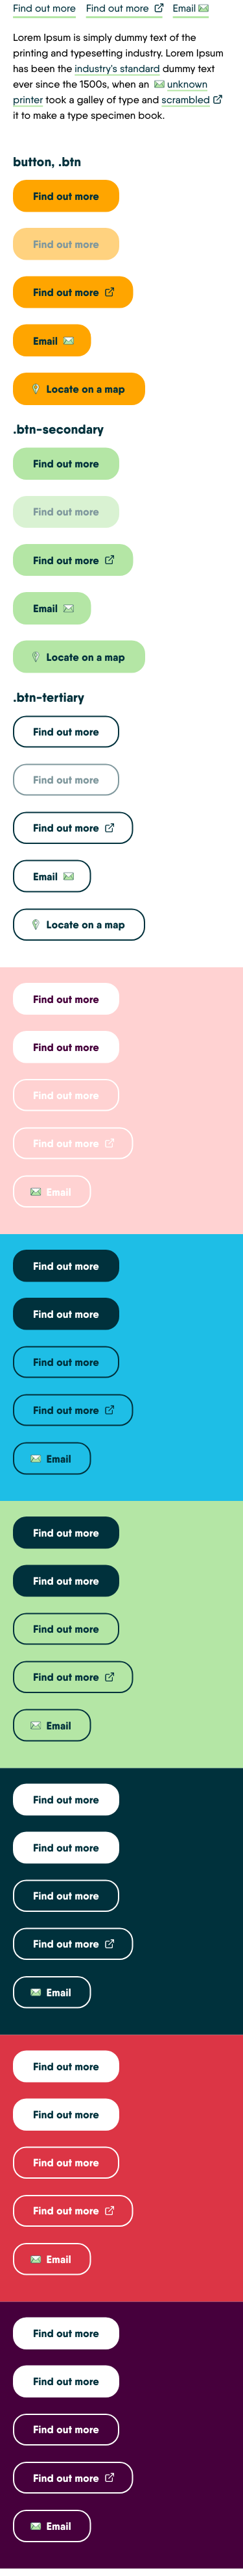 Find out more Find out more Email
Lorem Ipsum is simply dummy text of the
printing and typesetting industry. Lorem Ipsum
has been the industry's standard dummy text
ever since the 1500s, when an unknown
printer took a galley of type and scrambled
it to make a type specimen book.
button, .btn
Find out more
Find out more
Find out more
Email
Locate on a map
.btn-secondary
Find out more
Find out more
Find out more
Email
Locate on a map
.btn-tertiary
Find out more
Find out more
Find out more
Email
Locate on a map
Find out more
Find out more
Find out more
Find out more
Email
Find out more
Find out more
Find out more
Find out more
Email
Find out more
Find out more
Find out more
Find out more
Email
Find out more
Find out more
Find out more
Find out more
Email
Find out more
Find out more
Find out more
Find out more
Email
Find out more
Find out more
Find out more
Find out more
Email